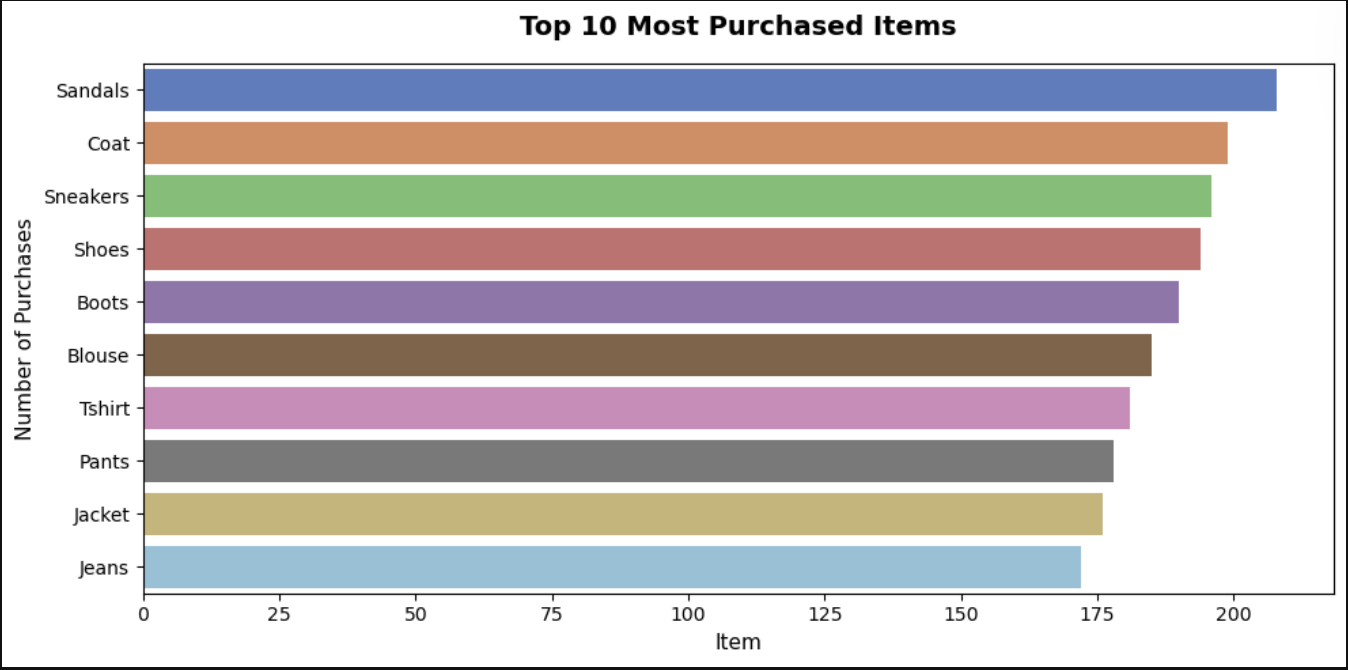 Top 10 Most Purchased Items
Number of Purchases
Sandals
Coat
Sneakers
Shoes
Boots
Blouse
Tshirt
Pants
Jacket
Jeans
0 25 50 75 100 125 150 175 200
Item